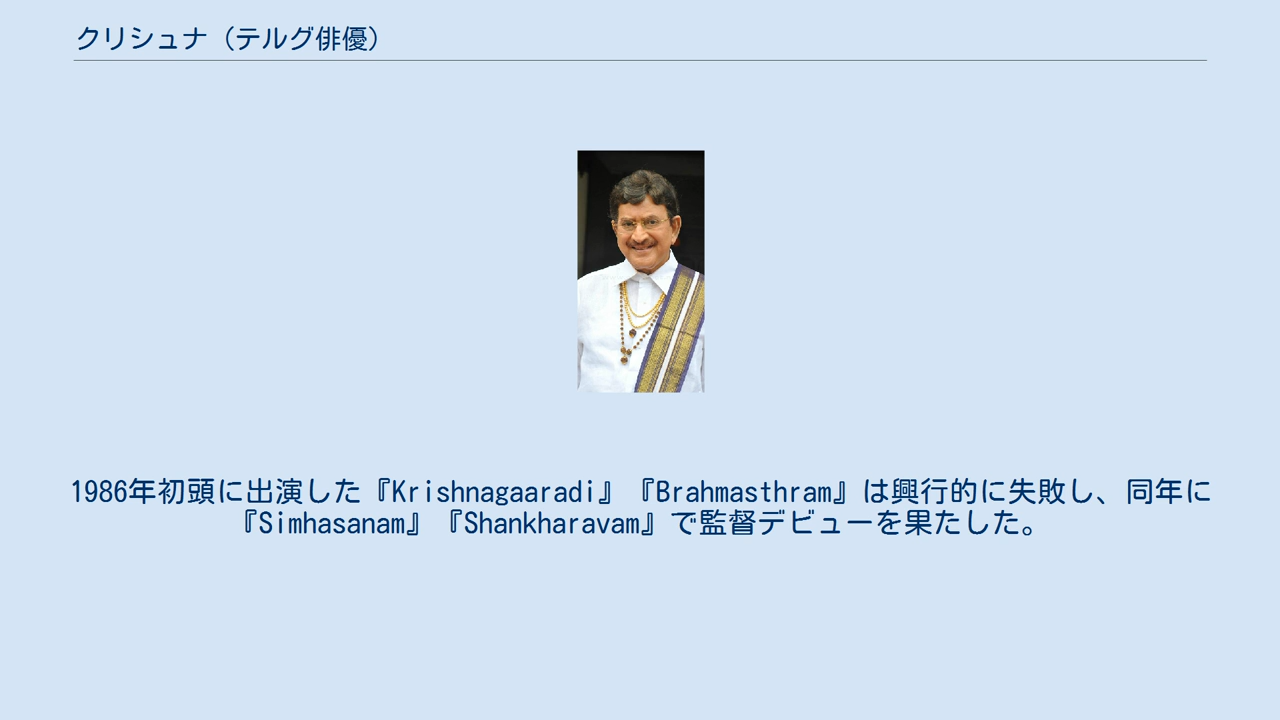 クリシュナ（テルグ俳優）
1986年初頭に出演した『Krishnagaaradi』『Brahmasthram』は興行的に失敗し、同年に
『Simhasanam』『Shankharavam』で監督デビューを果たした。